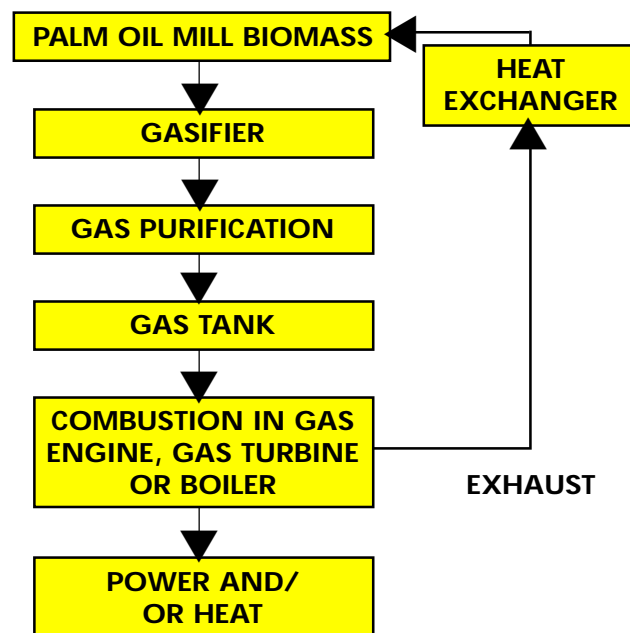 PALM OIL MILL BIOMASS
HEAT
EXCHANGER
GASIFIER
GAS PURIFICATION
GAS TANK
COMBUSTION IN GAS
ENGINE, GAS TURBINE
OR BOILER
EXHAUST
POWER AND/
OR HEAT